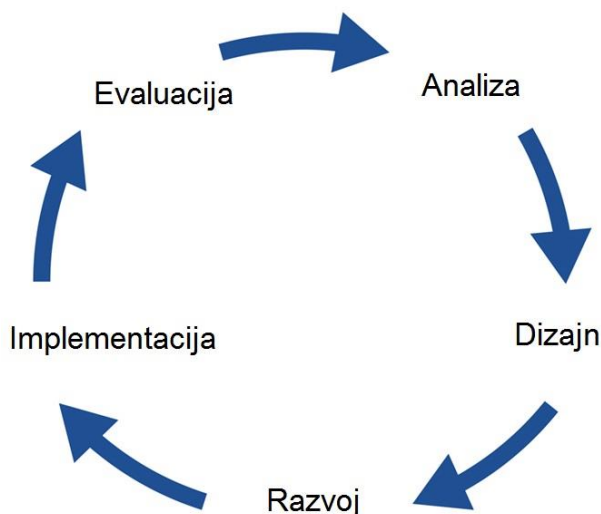 Evaluacija
Analiza
Implementacija
Dizajn
Razvoj